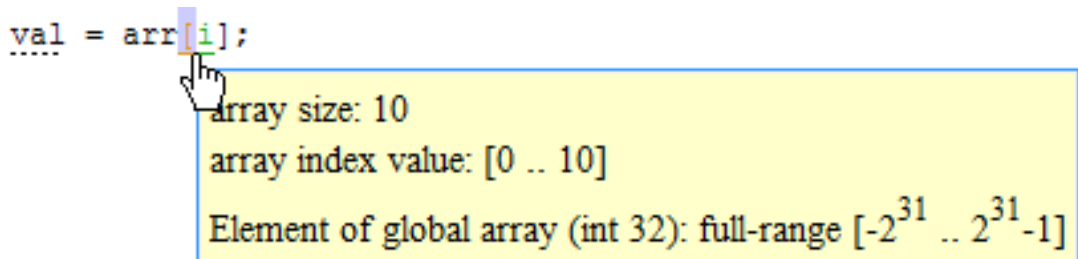 val = arr[i];
array size: 10
array index value: [0 .. 10]
Element of global array (int 32): full-range [-2^31 .. 2^31-1]